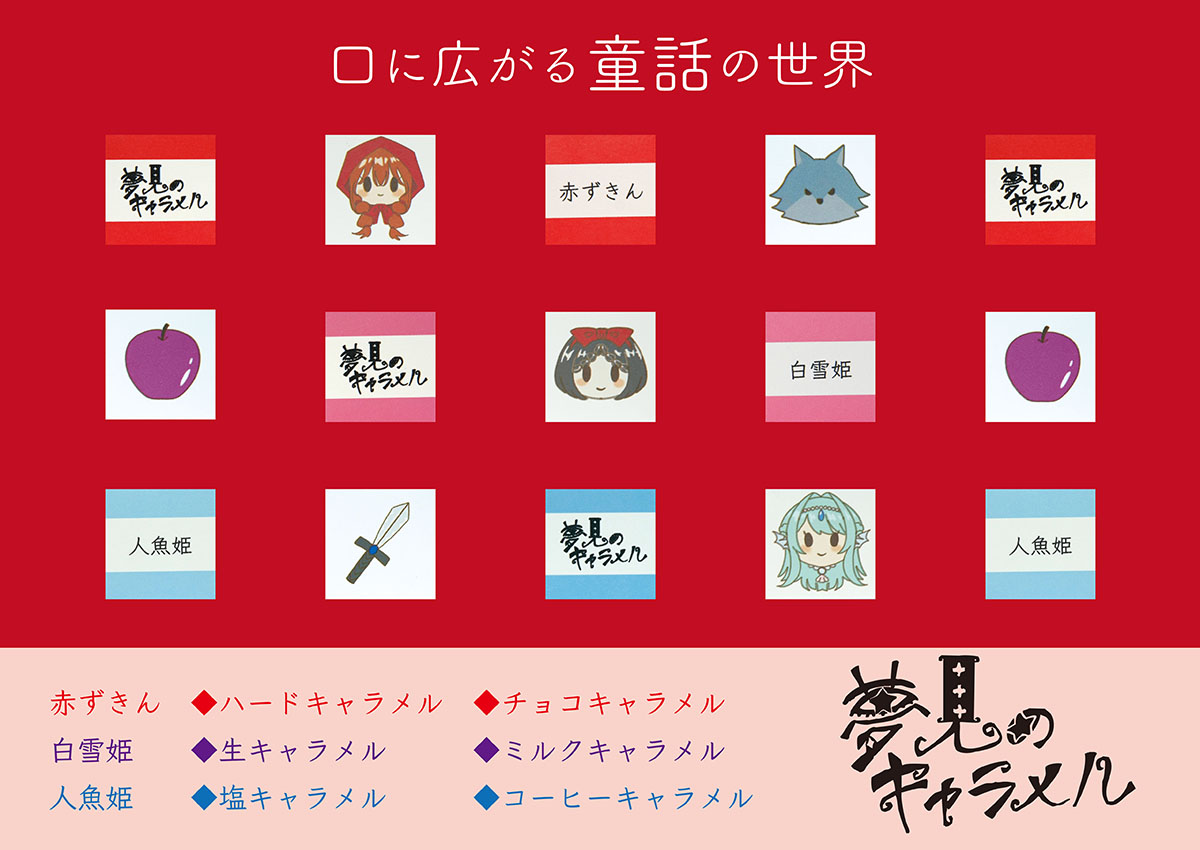 口に広がる童話の世界
夢見の
キャラメル
赤ずきん
夢見の
キャラメル
夢見の
キャラメル
白雪姫
人魚姫
夢見の
キャラメル
人魚姫
赤ずきん ◆ハードキャラメル ◆チョコキャラメル
白雪姫 ◆生キャラメル ◆ミルクキャラメル
人魚姫 ◆塩キャラメル ◆コーヒーキャラメル
夢見の
キャラメル